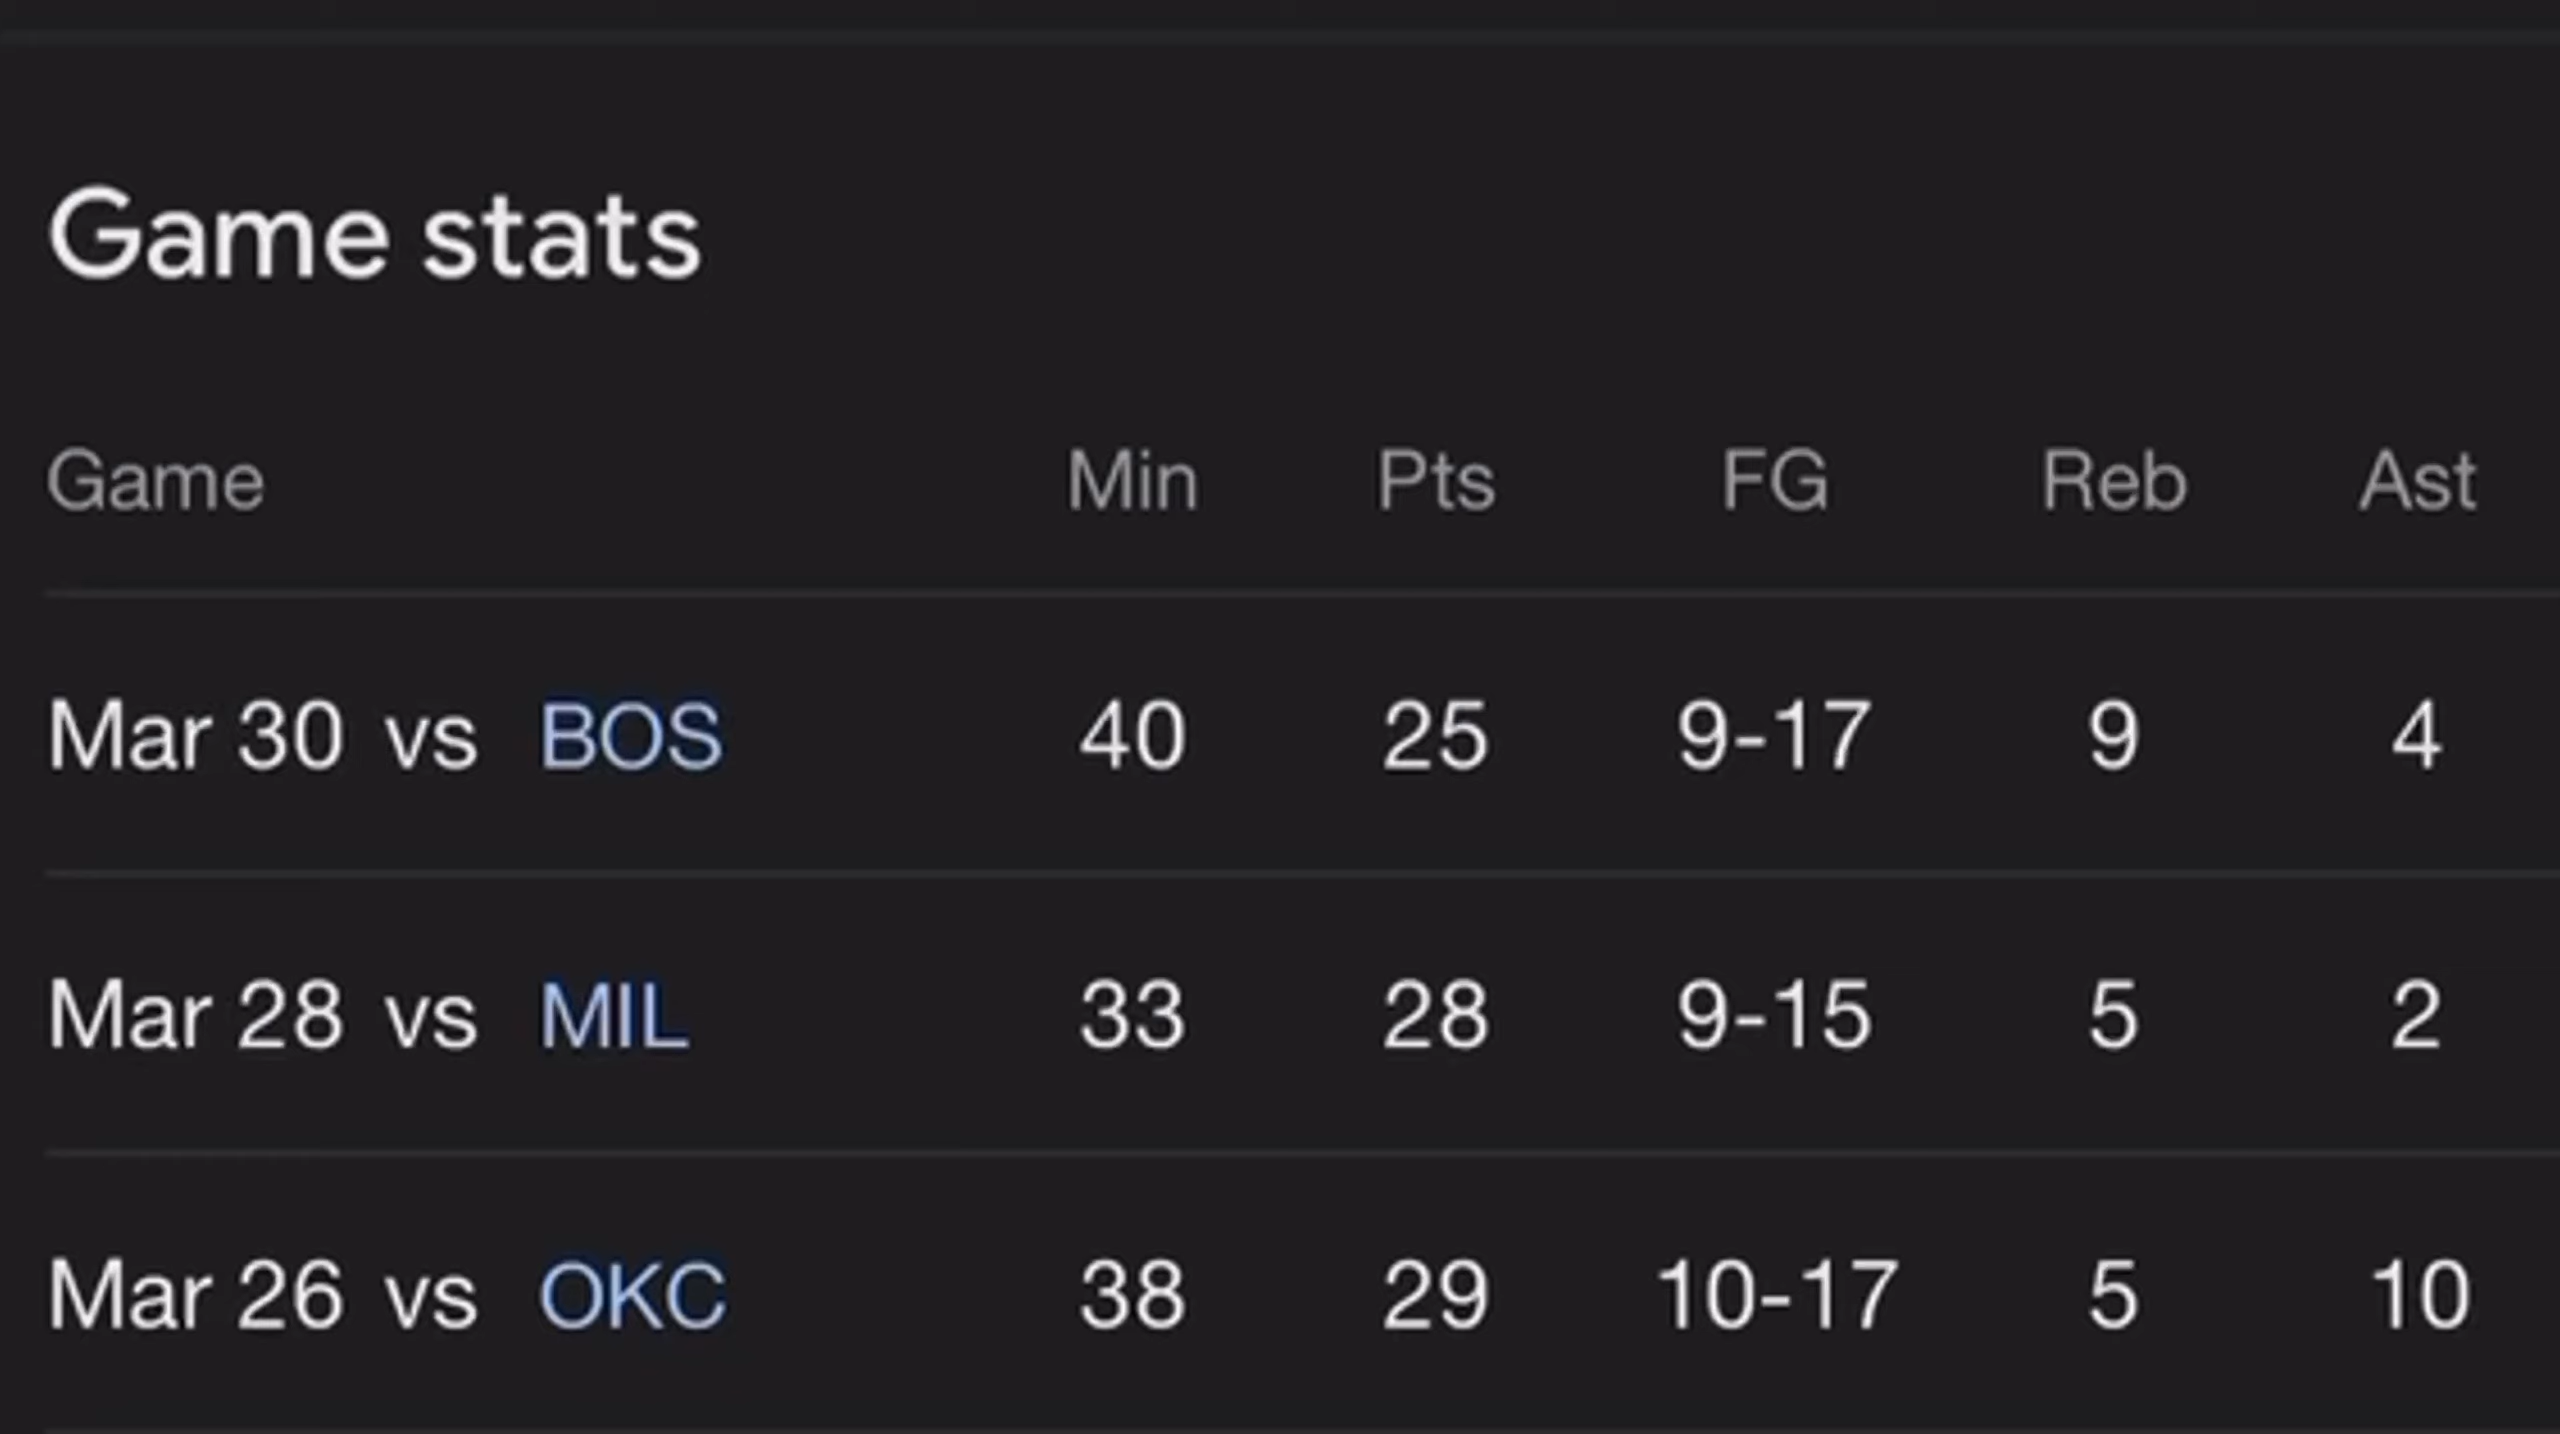 Game stats
Game Min Pts FG Reb Ast
Mar 30 vs BOS 40 25 9-17 9 4
Mar 28 vs MIL 33 28 9-15 5 2
Mar 26 vs OKC 38 29 10-17 5 10